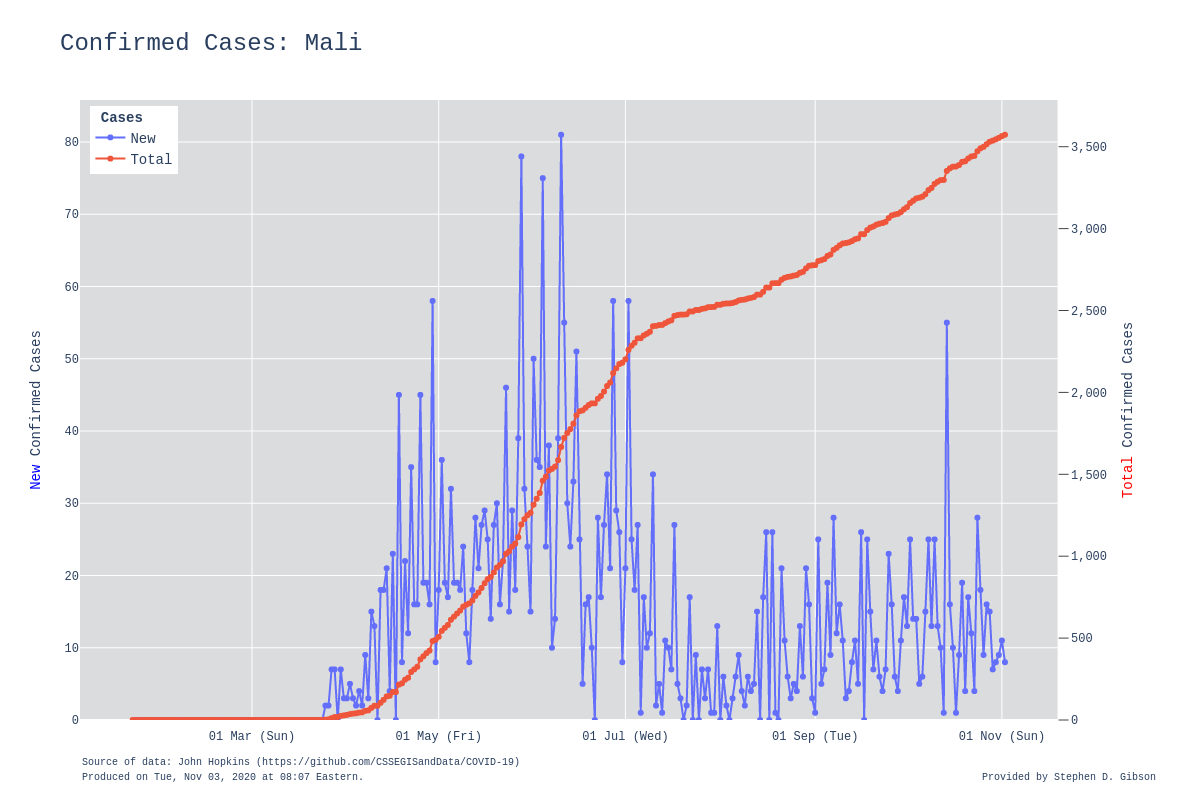 Confirmed Cases: Mali
Cases
New
Total
80
70
60
50
40
30
20
10
0
New Confirmed Cases
3,500
3,000
2,500
2,000
1,500
1,000
500
0
Total Confirmed Cases
01 Mar (Sun)
01 May (Fri)
01 Jul (Wed)
01 Sep (Tue)
01 Nov (Sun)
Source of data: John Hopkins (https://github.com/CSSEGISandData/COVID-19)
Produced on Tue, Nov 03, 2020 at 08:07 Eastern.
Provided by Stephen D. Gibson